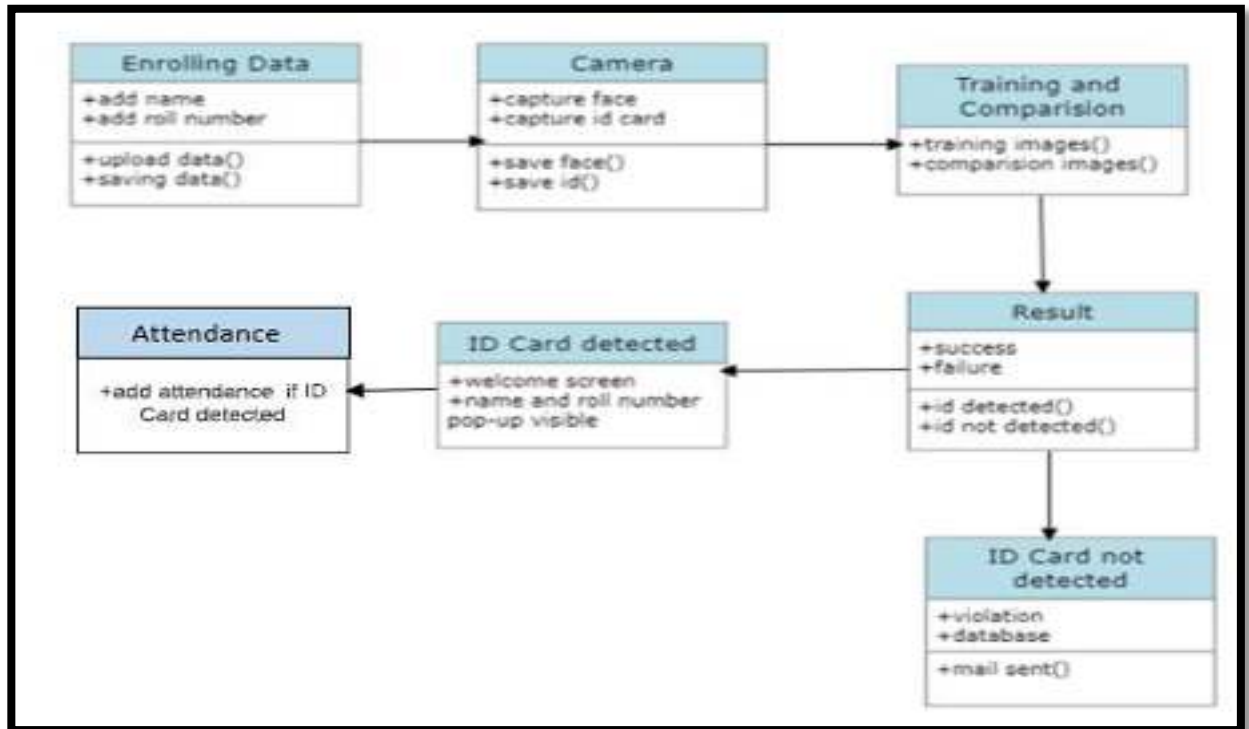 Enrolling Data
+add name
+add roll number
+upload data()
+saving data()
Camera
+capture face
+capture id card
+save face()
+save id()
Training and
Comparision
+training images()
+comparision images()
Result
+success
+failure
+id detected()
+id not detected()
ID Card detected
+welcome screen
+name and roll number
pop-up visible
Attendance
+add attendance if ID
Card detected
ID Card not
detected
+violation
+database
+mail sent()